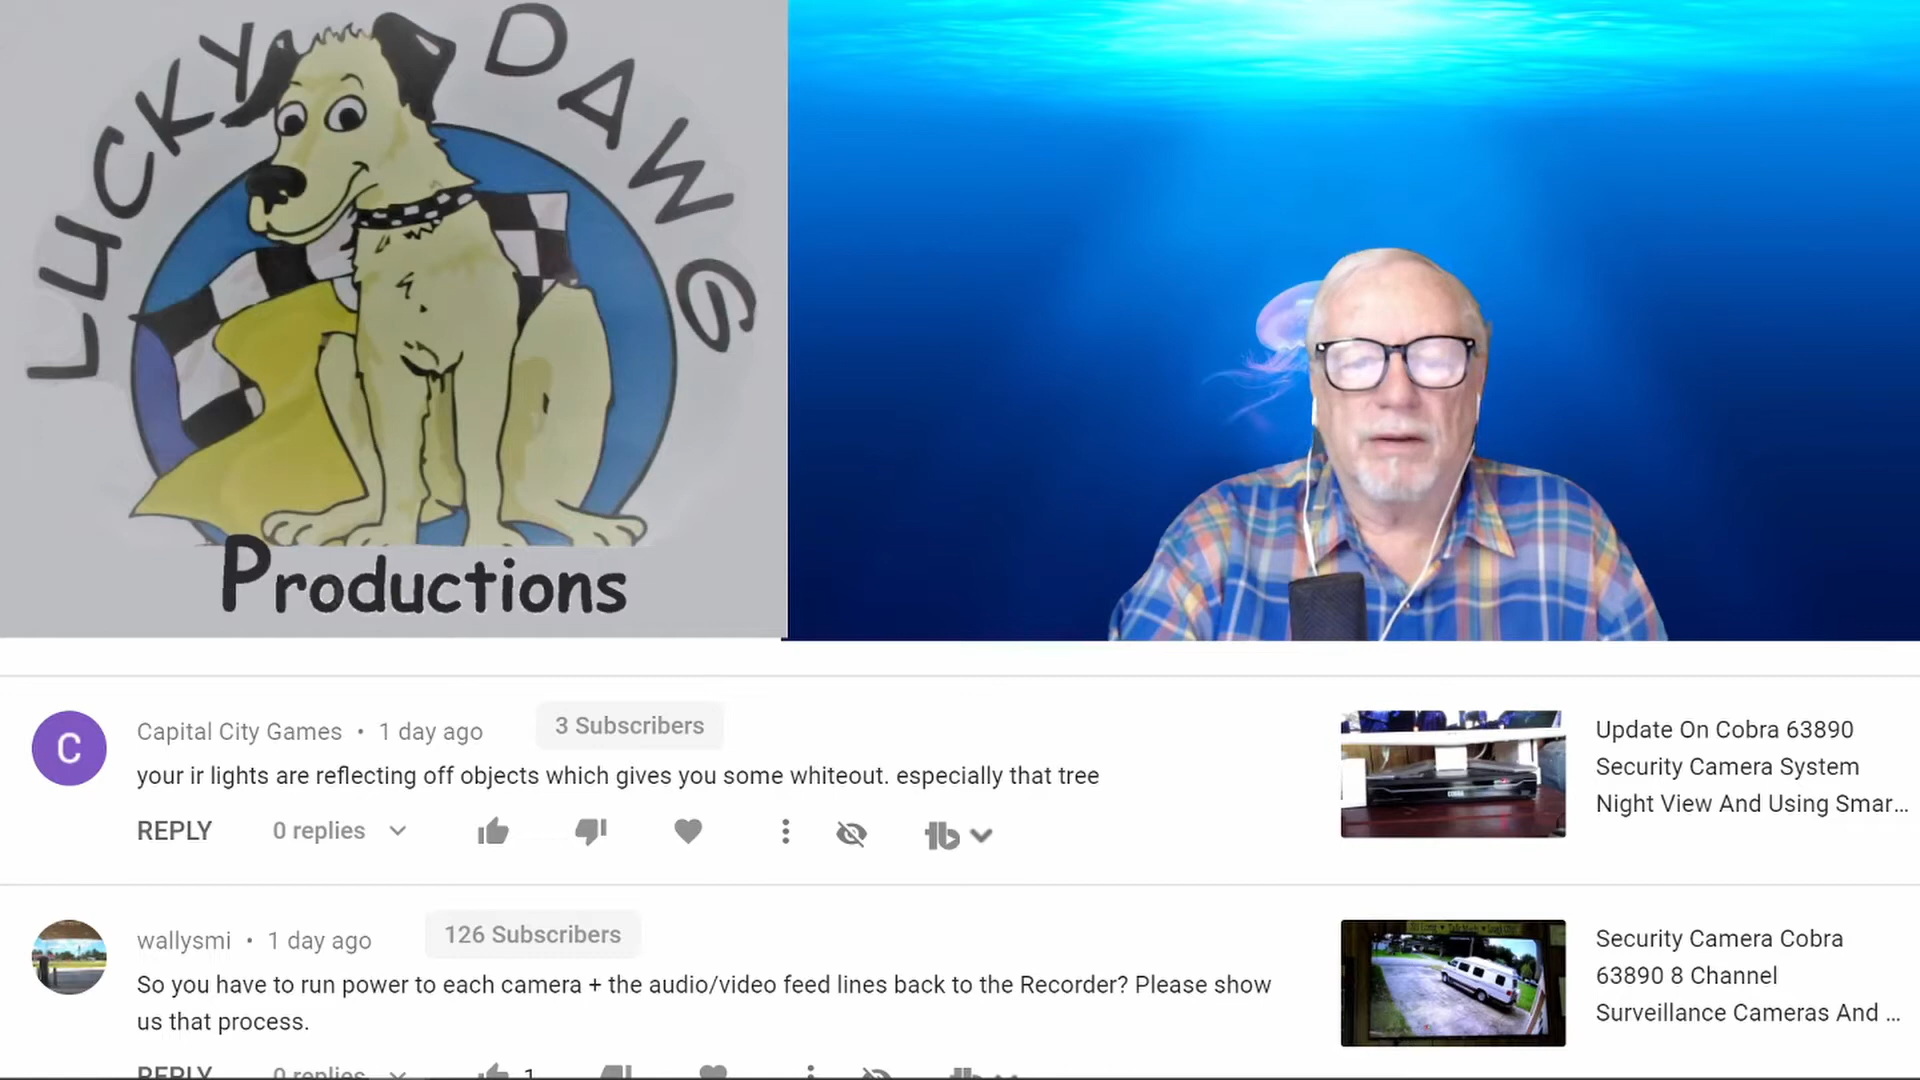 LUCKY DAWG
Productions
C
Capital City Games • 1 day ago
3 Subscribers
your ir lights are reflecting off objects which gives you some whiteout. especially that tree
REPLY
0 replies
Update On Cobra 63890
Security Camera System
Night View And Using Smar...
wallysmi • 1 day ago
126 Subscribers
So you have to run power to each camera + the audio/video feed lines back to the Recorder? Please show
us that process.
REPLY
0 replies
1
Security Camera Cobra
63890 8 Channel
Surveillance Cameras And ...